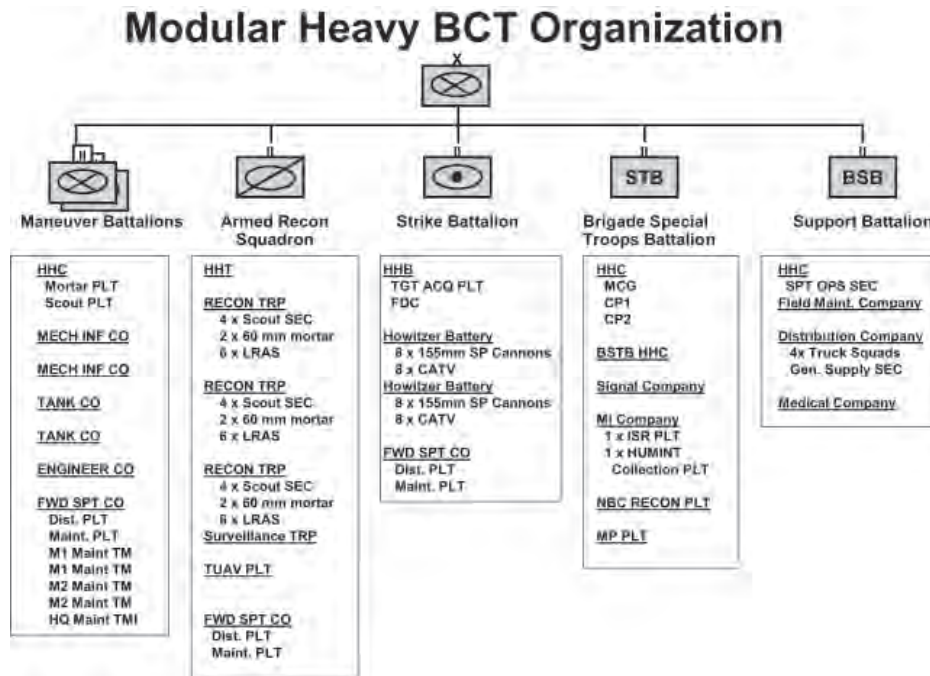 Modular Heavy BCT Organization
X
II
II
II
II
II
STB
BSB
Maneuver Battalions
Armed Recon
Squadron
Strike Battalion
Brigade Special
Troops Battalion
Support Battalion
HHC
Mortar PLT
Scout PLT
MECH INF CO
MECH INF CO
TANK CO
TANK CO
ENGINEER CO
FWD SPT CO
Dist. PLT
Maint. PLT
M1 Maint TM
M1 Maint TM
M2 Maint TM
M2 Maint TM
HQ Maint TMI
HHT
RECON TRP
4 x Scout SEC
2 x 60 mm mortar
6 x LRAS
RECON TRP
4 x Scout SEC
2 x 60 mm mortar
6 x LRAS
RECON TRP
4 x Scout SEC
2 x 60 mm mortar
6 x LRAS
Surveillance TRP
TUAV PLT
FWD SPT CO
Dist. PLT
Maint. PLT
HHB
TGT ACQ PLT
FDC
Howitzer Battery
8 x 155mm SP Cannons
8 x CATV
Howitzer Battery
8 x 155mm SP Cannons
8 x CATV
FWD SPT CO
Dist. PLT
Maint. PLT
HHC
MCG
CP1
CP2
BSTB HHC
Signal Company
MI Company
1 x ISR PLT
1 x HUMINT
Collection PLT
NBC RECON PLT
MP PLT
HHC
SPT OPS SEC
Field Maint. Company
Distribution Company
4x Truck Squads
Gen. Supply SEC
Medical Company